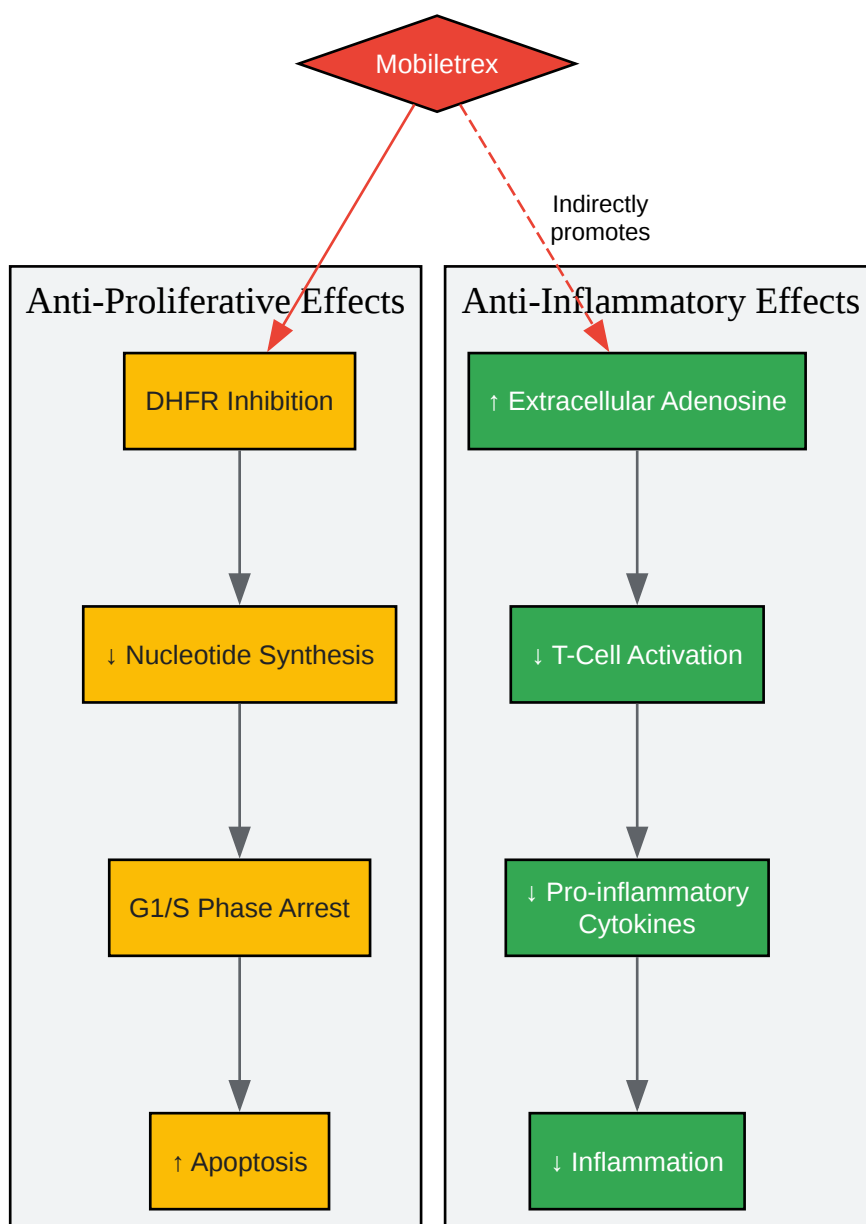 Mobiletrex
Indirectly
promotes
Anti-Proliferative Effects
DHFR Inhibition
↓ Nucleotide Synthesis
G1/S Phase Arrest
↑ Apoptosis
Anti-Inflammatory Effects
↑ Extracellular Adenosine
↓ T-Cell Activation
↓ Pro-inflammatory
Cytokines
↓ Inflammation